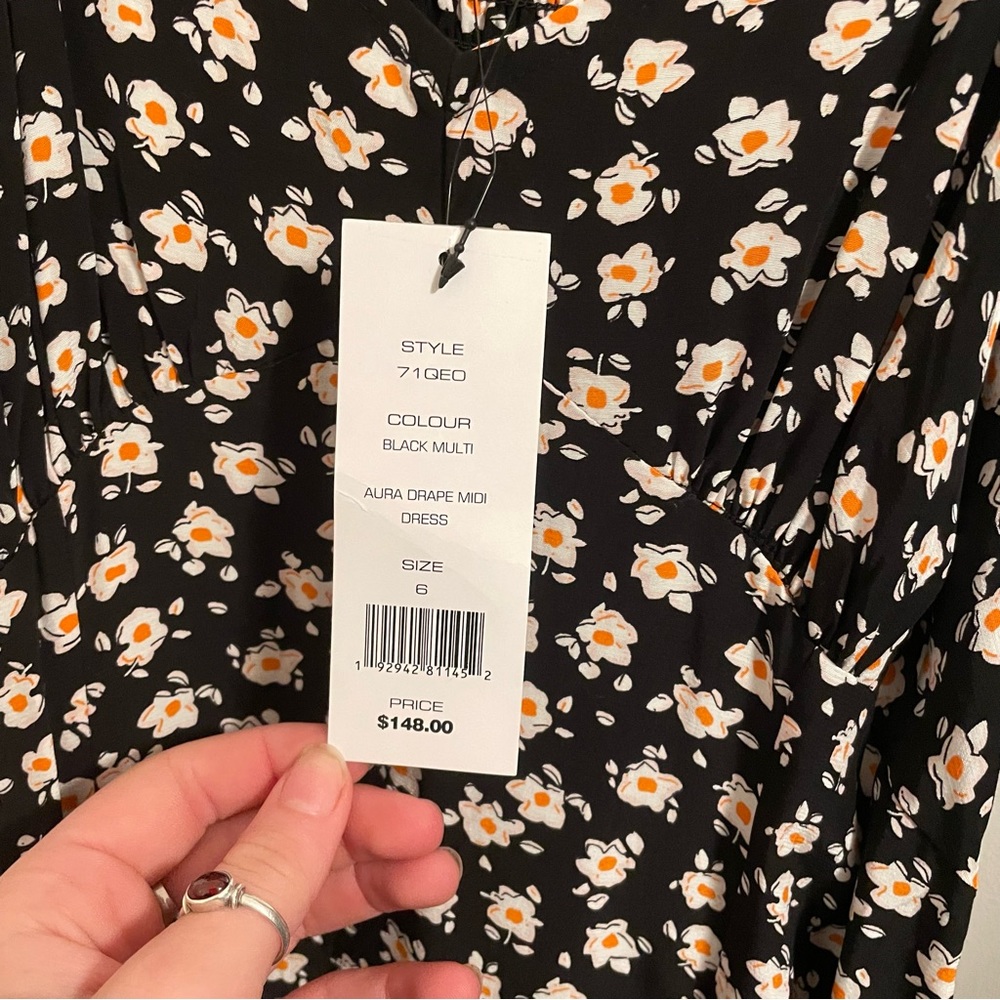 STYLE
71QEO
COLOUR
BLACK MULTI
AURA DRAPE MIDI
DRESS
SIZE
6
1 92942 81145 2
PRICE
$148.00